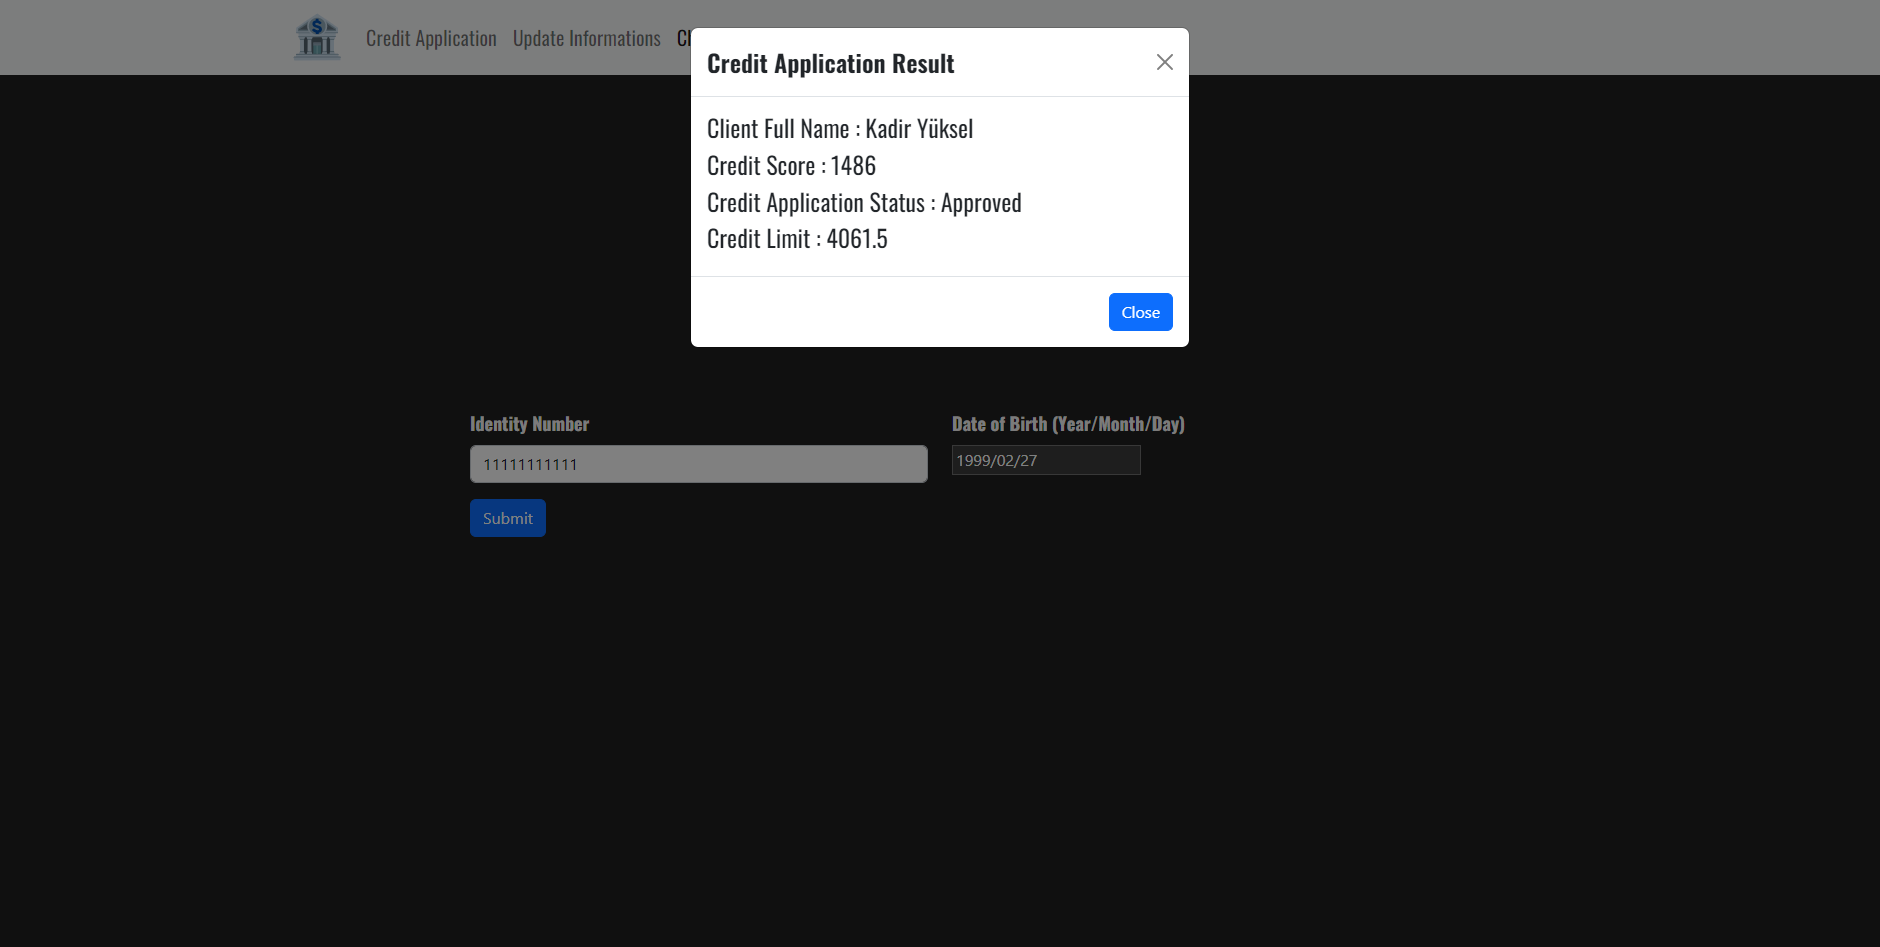 $
Credit Application Update Informations
Credit Application Result
Client Full Name : Kadir Yüksel
Credit Score : 1486
Credit Application Status : Approved
Credit Limit : 4061.5
Close
Identity Number Date of Birth (Year/Month/Day)
11111111111 1999/02/27
Submit